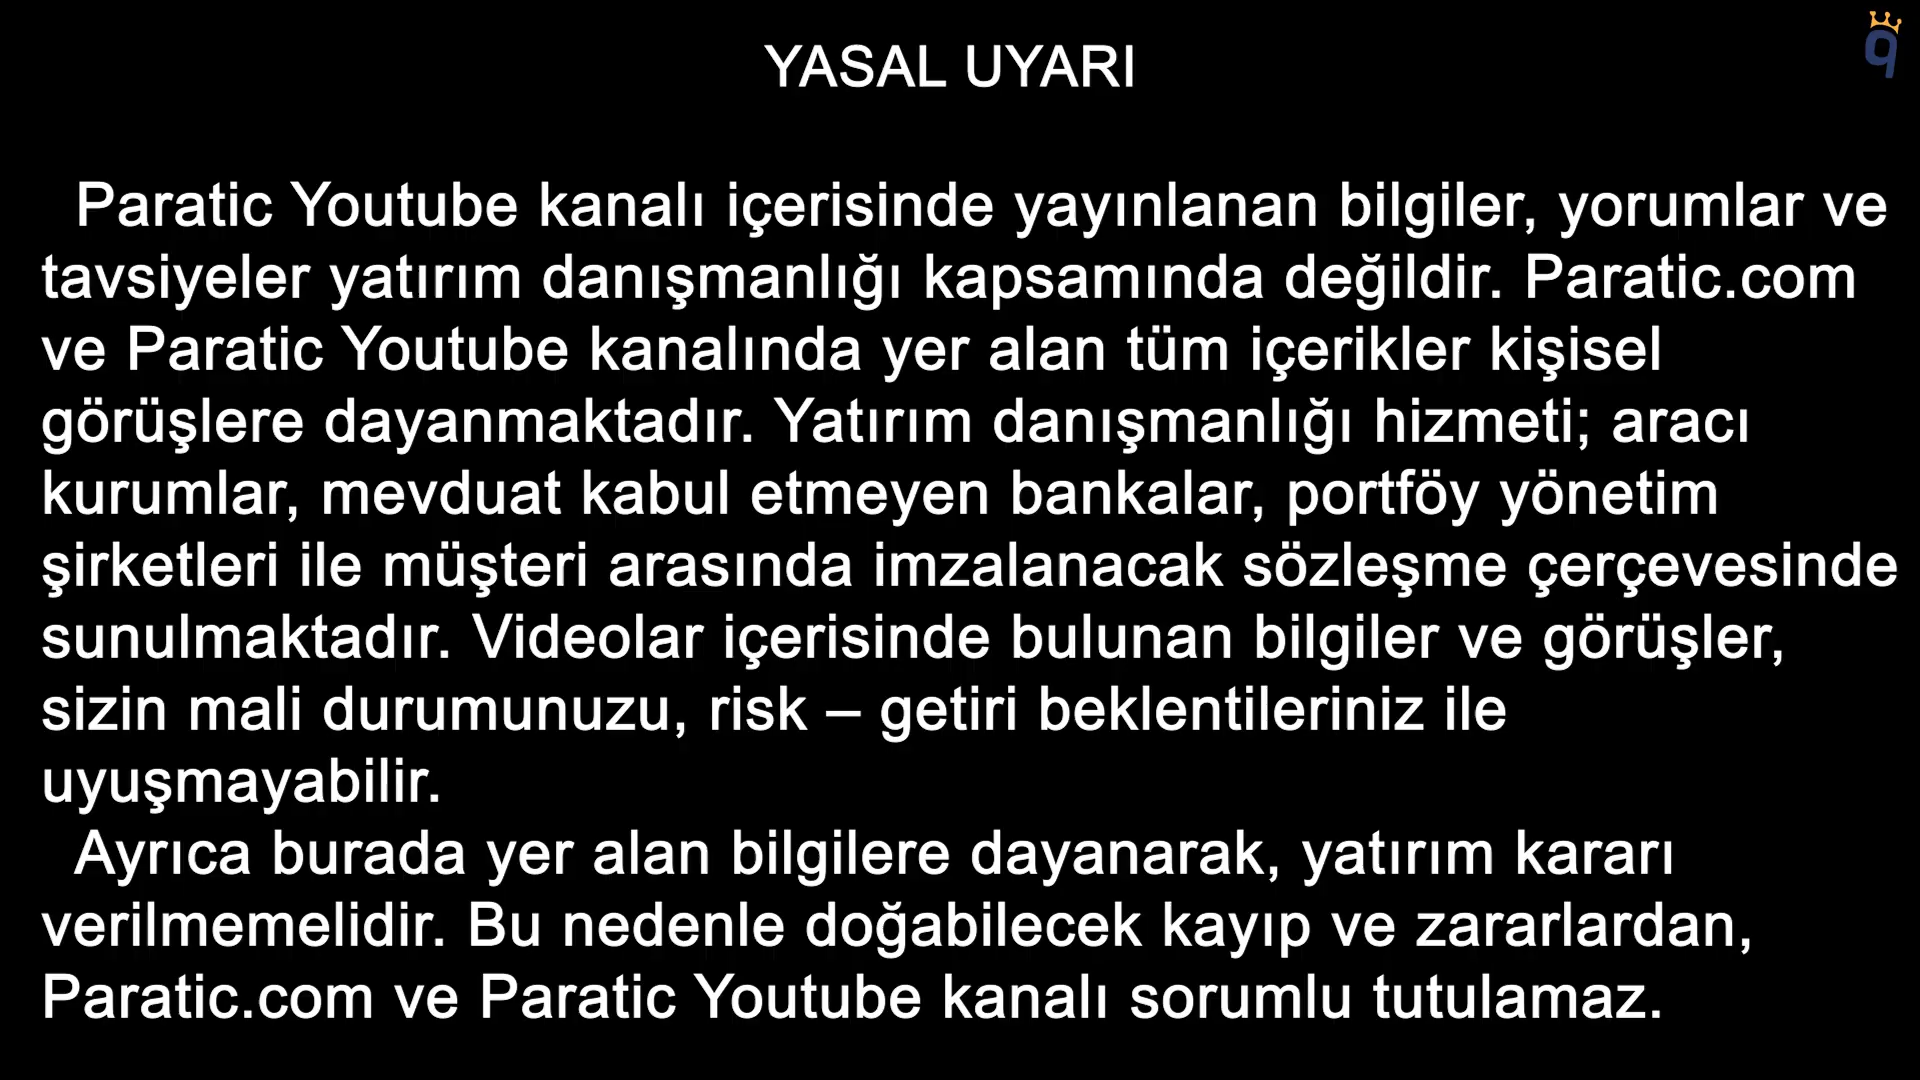 YASAL UYARI
Paratic Youtube kanalı içerisinde yayınlanan bilgiler, yorumlar ve
tavsiyeler yatırım danışmanlığı kapsamında değildir. Paratic.com
ve Paratic Youtube kanalında yer alan tüm içerikler kişisel
görüşlere dayanmaktadır. Yatırım danışmanlığı hizmeti; aracı
kurumlar, mevduat kabul etmeyen bankalar, portföy yönetim
şirketleri ile müşteri arasında imzalanacak sözleşme çerçevesinde
sunulmaktadır. Videolar içerisinde bulunan bilgiler ve görüşler,
sizin mali durumunuzu, risk – getiri beklentileriniz ile
uyuşmayabilir.
Ayrıca burada yer alan bilgilere dayanarak, yatırım kararı
verilmemelidir. Bu nedenle doğabilecek kayıp ve zararlardan,
Paratic.com ve Paratic Youtube kanalı sorumlu tutulamaz.